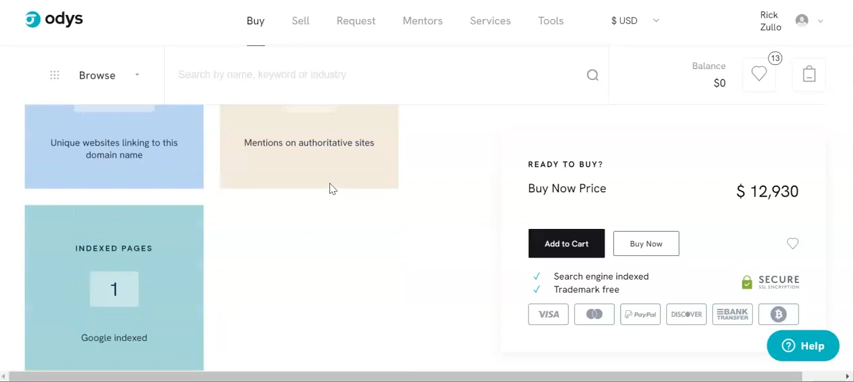 odys
Buy
Sell
Request
Mentors
Services
Tools
$ USD
Rick
Zullo
Browse
Search by name, keyword or industry
Balance
$0
13
Unique websites linking to this
domain name
Mentions on authoritative sites
READY TO BUY?
Buy Now Price
$ 12,930
INDEXED PAGES
1
Google indexed
Add to Cart
Buy Now
Search engine indexed
Trademark free
SECURE
SSL ENCRYPTION
VISA
PayPal
DISCOVER
BANK
TRANSFER
Help